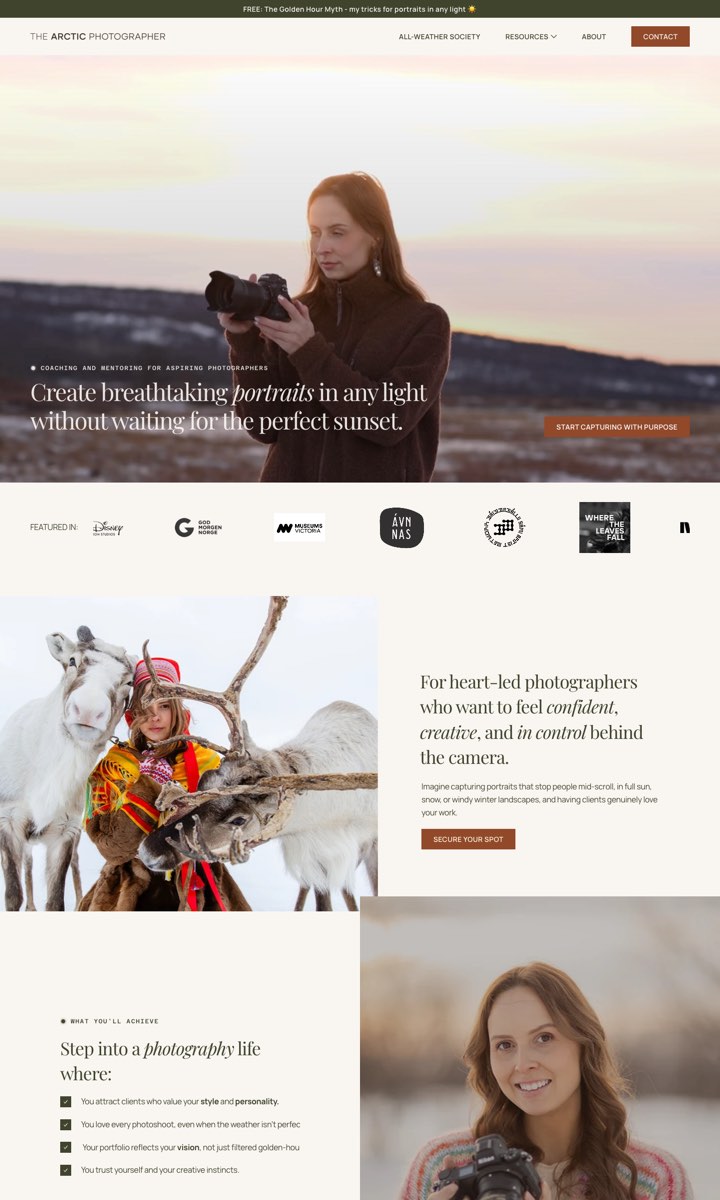 FREE: The Golden Hour Myth - my tricks for portraits in any light ☀️
THE ARCTIC PHOTOGRAPHER
ALL-WEATHER SOCIETY
RESOURCES
ABOUT
CONTACT
COACHING AND MENTORING FOR ASPIRING PHOTOGRAPHERS
Create breathtaking portraits in any light
without waiting for the perfect sunset.
START CAPTURING WITH PURPOSE
FEATURED IN:
Disney
GOD
MORGEN
NORGE
MUSEUMS
VICTORIA
ÁVN
NAS
WHERE
THE
LEAVES
FALL
For heart-led photographers
who want to feel confident,
creative, and in control behind
the camera.
Imagine capturing portraits that stop people mid-scroll, in full sun,
snow, or windy winter landscapes, and having clients genuinely love
your work.
SECURE YOUR SPOT
WHAT YOU'LL ACHIEVE
Step into a photography life
where:
You attract clients who value your style and personality.
You love every photoshoot, even when the weather isn't perfec
Your portfolio reflects your vision, not just filtered golden-hou
You trust yourself and your creative instincts.